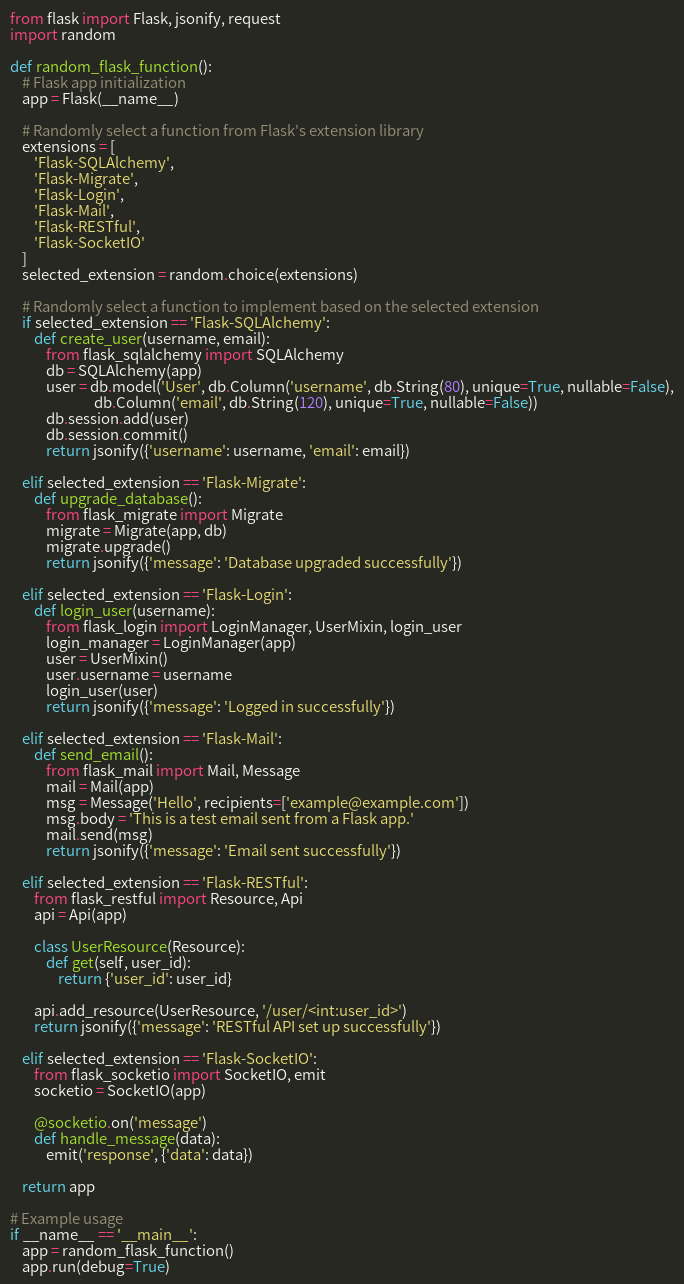 from flask import Flask, jsonify, request
import random

def random_flask_function():
    # Flask app initialization
    app = Flask(__name__)

    # Randomly select a function from Flask's extension library
    extensions = [
        'Flask-SQLAlchemy',
        'Flask-Migrate',
        'Flask-Login',
        'Flask-Mail',
        'Flask-RESTful',
        'Flask-SocketIO'
    ]
    selected_extension = random.choice(extensions)

    # Randomly select a function to implement based on the selected extension
    if selected_extension == 'Flask-SQLAlchemy':
        def create_user(username, email):
            from flask_sqlalchemy import SQLAlchemy
            db = SQLAlchemy(app)
            user = db.model('User', db.Column('username', db.String(80), unique=True, nullable=False),
                            db.Column('email', db.String(120), unique=True, nullable=False))
            db.session.add(user)
            db.session.commit()
            return jsonify({'username': username, 'email': email})

    elif selected_extension == 'Flask-Migrate':
        def upgrade_database():
            from flask_migrate import Migrate
            migrate = Migrate(app, db)
            migrate.upgrade()
            return jsonify({'message': 'Database upgraded successfully'})

    elif selected_extension == 'Flask-Login':
        def login_user(username):
            from flask_login import LoginManager, UserMixin, login_user
            login_manager = LoginManager(app)
            user = UserMixin()
            user.username = username
            login_user(user)
            return jsonify({'message': 'Logged in successfully'})

    elif selected_extension == 'Flask-Mail':
        def send_email():
            from flask_mail import Mail, Message
            mail = Mail(app)
            msg = Message('Hello', recipients=['example@example.com'])
            msg.body = 'This is a test email sent from a Flask app.'
            mail.send(msg)
            return jsonify({'message': 'Email sent successfully'})

    elif selected_extension == 'Flask-RESTful':
        from flask_restful import Resource, Api
        api = Api(app)

        class UserResource(Resource):
            def get(self, user_id):
                return {'user_id': user_id}

        api.add_resource(UserResource, '/user/<int:user_id>')
        return jsonify({'message': 'RESTful API set up successfully'})

    elif selected_extension == 'Flask-SocketIO':
        from flask_socketio import SocketIO, emit
        socketio = SocketIO(app)

        @socketio.on('message')
        def handle_message(data):
            emit('response', {'data': data})

    return app

# Example usage
if __name__ == '__main__':
    app = random_flask_function()
    app.run(debug=True)